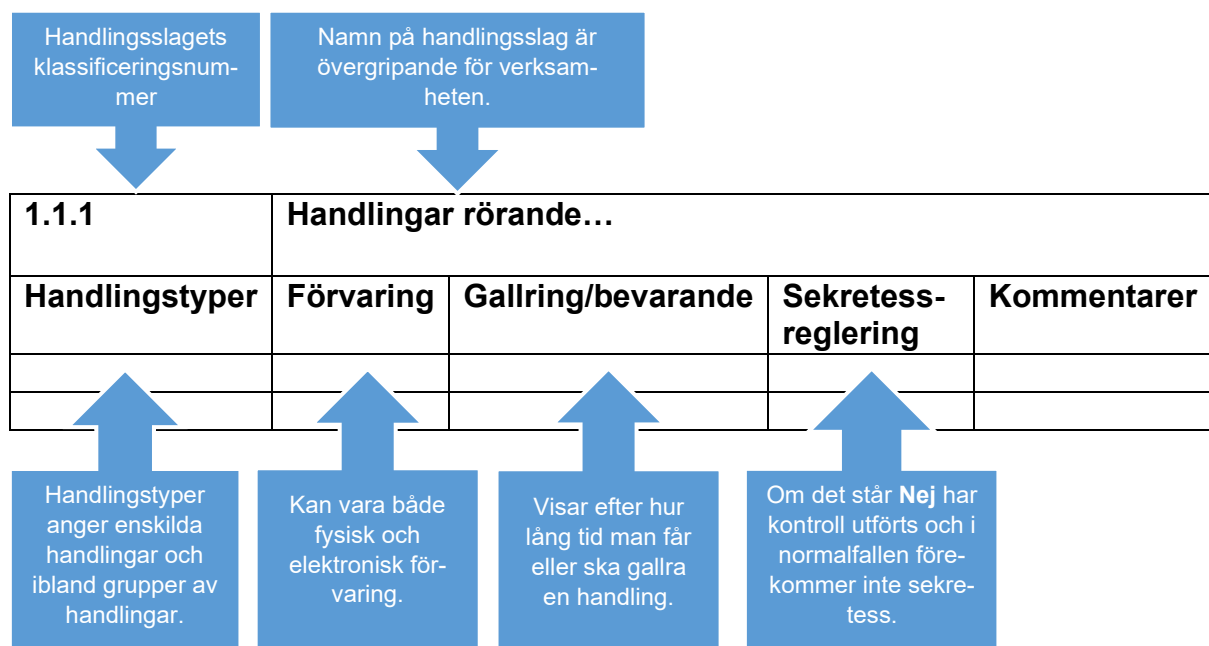 Handlingsslagets
klassificeringsnum-
mer
Namn på handlingsslag är
övergripande för verksam-
heten.
1.1.1
Handlingar rörande…
Handlingstyper
Förvaring
Gallring/bevarande
Sekretess-
reglering
Kommentarer
Handlingstyper
anger enskilda
handlingar och
ibland grupper av
handlingar.
Kan vara både
fysisk och
elektronisk för-
varing.
Visar efter hur
lång tid man får
eller ska gallra
en handling.
Om det står Nej har
kontroll utförts och i
normalfallen före-
kommer inte sekre-
tess.